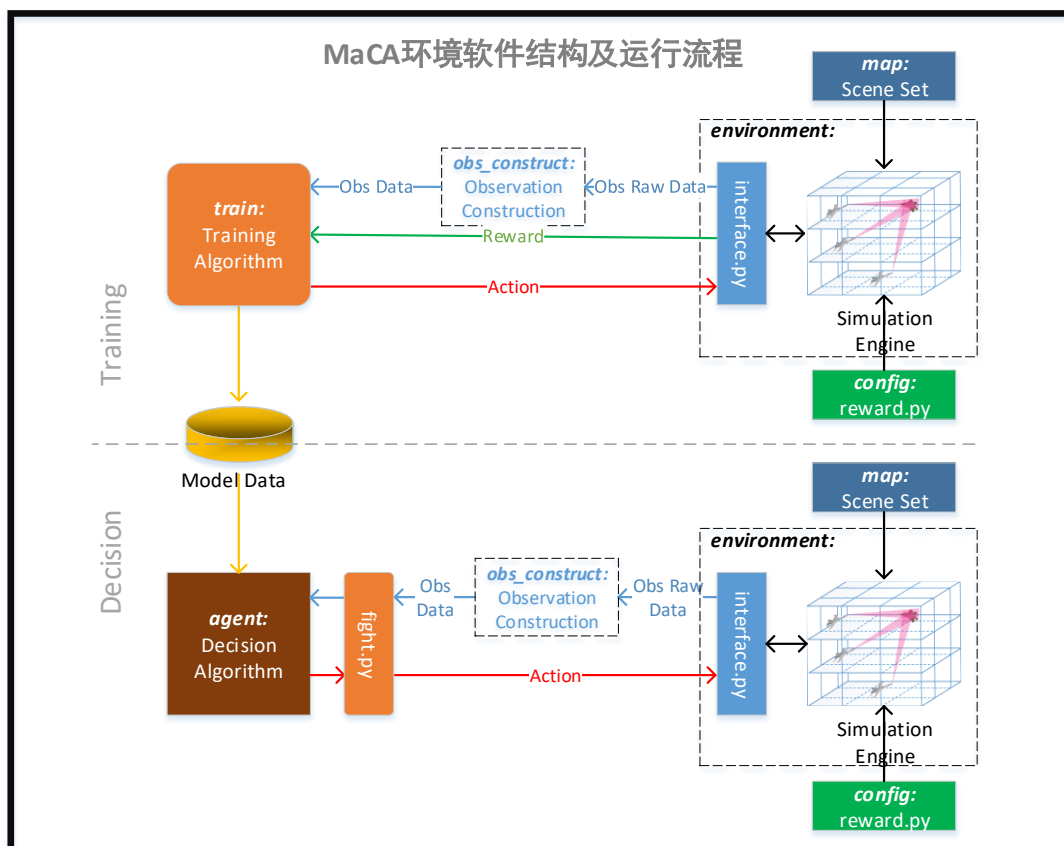 MaCA环境软件结构及运行流程
map:
Scene Set
environment:
obs_construct:
Observation
Construction
Obs Data
Obs Raw Data
train:
Training
Algorithm
Reward
Action
interface.py
Simulation
Engine
config:
reward.py
Training
Model Data
Decision
map:
Scene Set
environment:
obs_construct:
Observation
Construction
Obs
Data
Obs Raw
Data
agent:
Decision
Algorithm
fight.py
Action
interface.py
Simulation
Engine
config:
reward.py